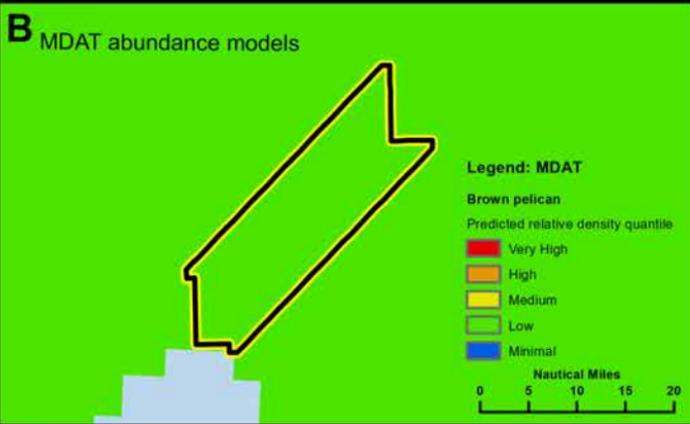 B MDAT abundance models
Legend: MDAT
Brown pelican
Predicted relative density quantile
Very High
High
Medium
Low
Minimal
Nautical Miles
0 5 10 15 20